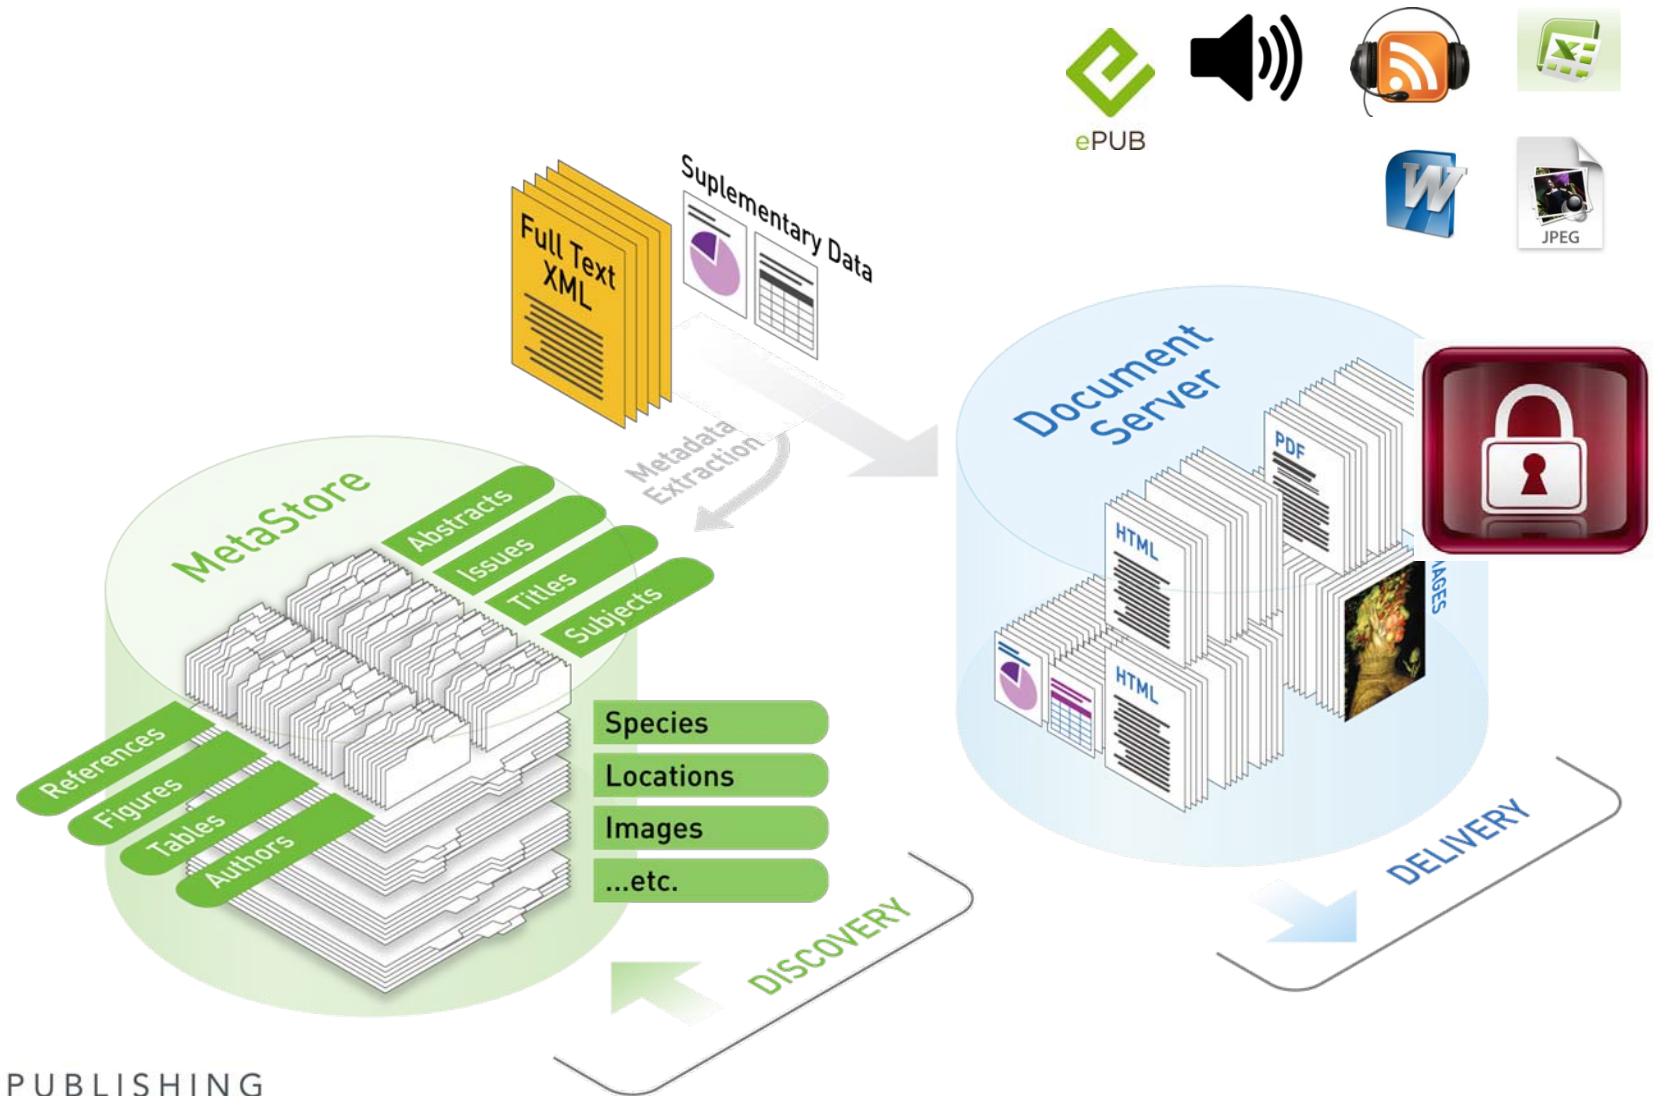 ePUB
JPEG
Suplementary Data
Full Text
XML
Metadata
Extraction
Document
Server
PDF
HTML
HTML
MetaStore
Abstracts
Issues
Titles
Subjects
References
Figures
Tables
Authors
Species
Locations
Images
...etc.
DISCOVERY
DELIVERY
PUBLISHING